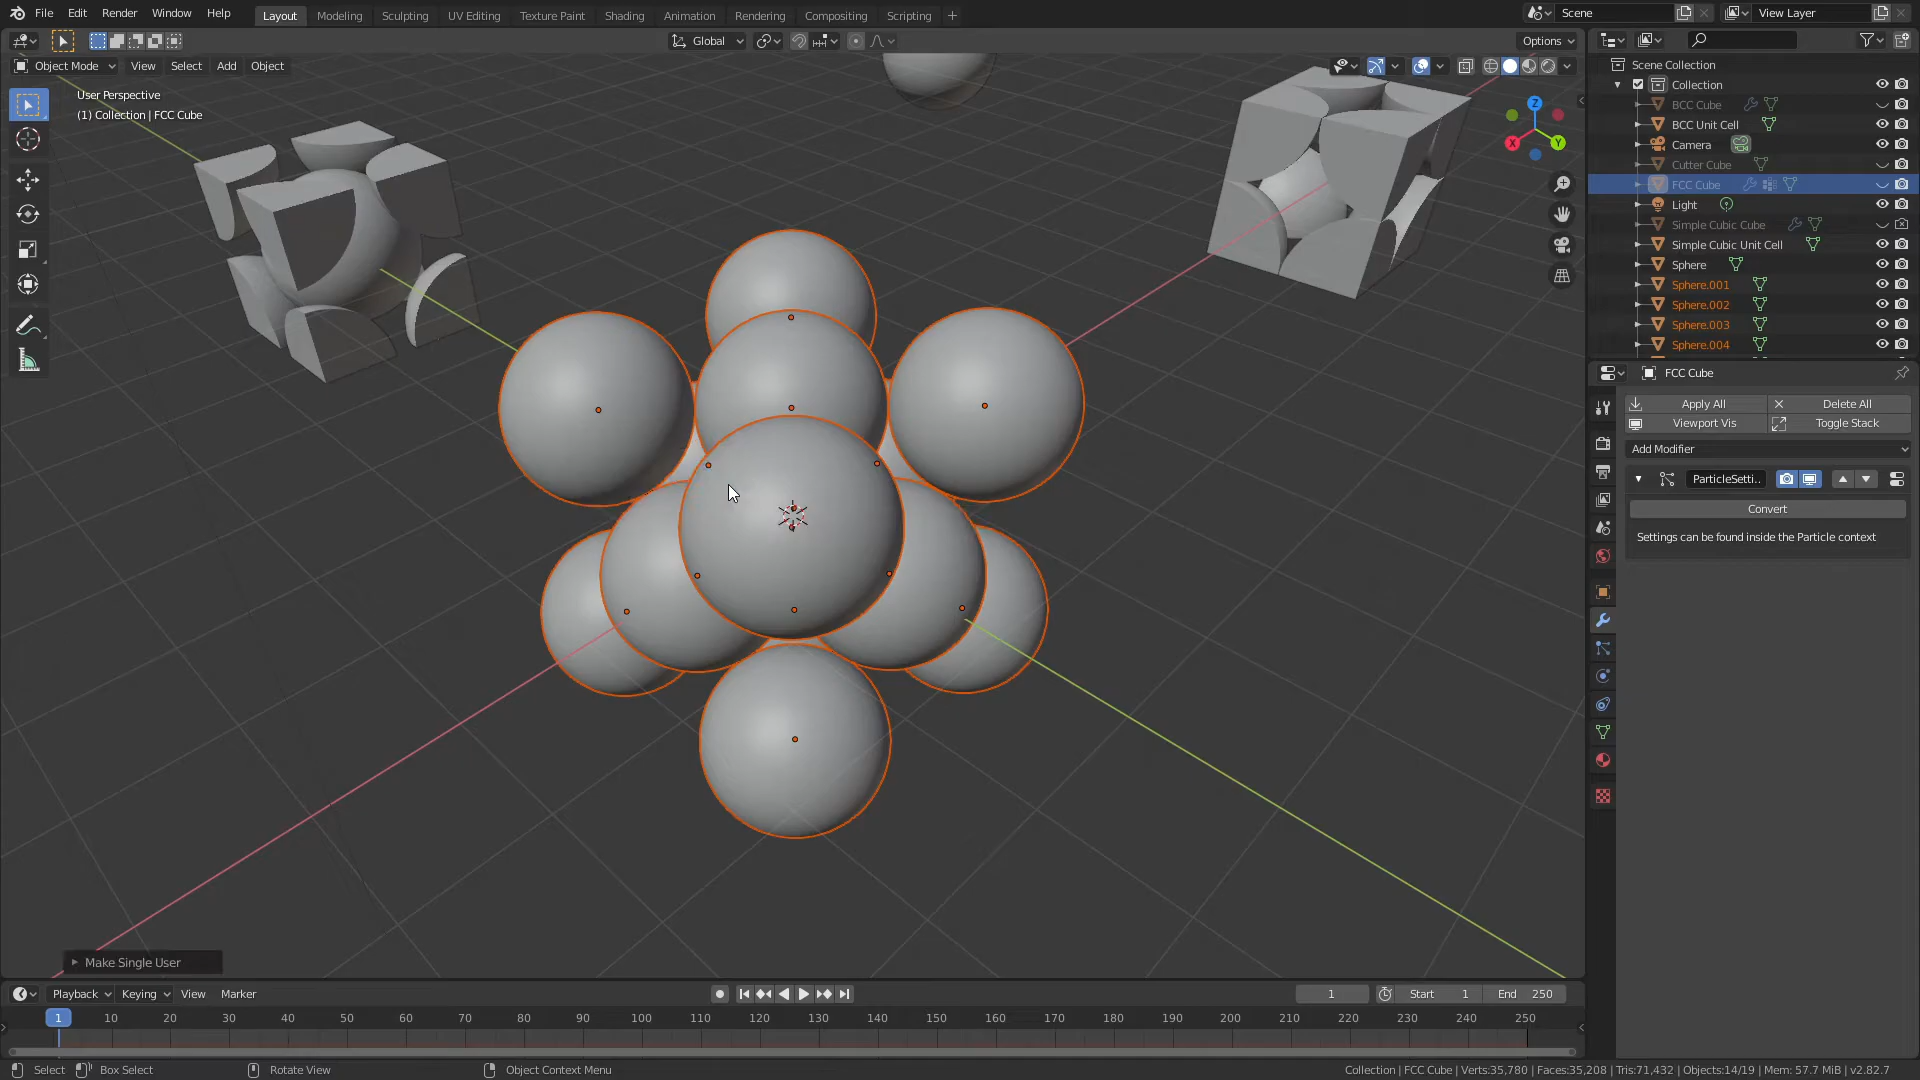 File Edit Render Window Help
Layout Modeling Sculpting UV Editing Texture Paint Shading Animation Rendering Compositing Scripting +
Scene
View Layer
Global
Options
Object Mode View Select Add Object
User Perspective
(1) Collection | FCC Cube
Z
X
Y
Scene Collection
Collection
BCC Cube
BCC Unit Cell
Camera
Cutter Cube
FCC Cube
Light
Simple Cubic Cube
Simple Cubic Unit Cell
Sphere
Sphere.001
Sphere.002
Sphere.003
Sphere.004
FCC Cube
Apply All Delete All
Viewport Vis Toggle Stack
Add Modifier
ParticleSetti..
Convert
Settings can be found inside the Particle context
Make Single User
Playback Keying View Marker
1 Start 1 End 250
1 10 20 30 40 50 60 70 80 90 100 110 120 130 140 150 160 170 180 190 200 210 220 230 240 250
Select Box Select Rotate View Object Context Menu
Collection | FCC Cube | Verts:35,780 | Faces:35,208 | Tris:71,432 | Objects:14/19 | Mem: 57.7 MiB | v2.82.7